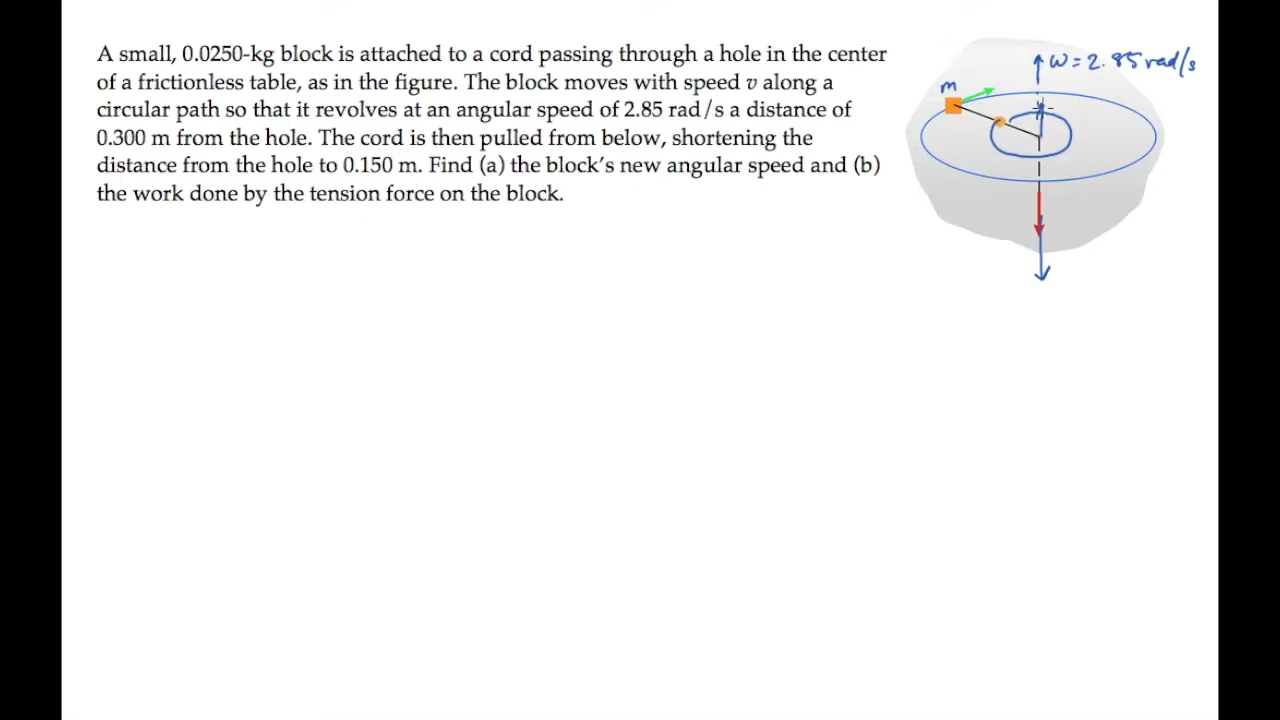 A small, 0.0250-kg block is attached to a cord passing through a hole in the center
of a frictionless table, as in the figure. The block moves with speed v along a
circular path so that it revolves at an angular speed of 2.85 rad/s a distance of
0.300 m from the hole. The cord is then pulled from below, shortening the
distance from the hole to 0.150 m. Find (a) the block's new angular speed and (b)
the work done by the tension force on the block.
ω = 2.85 rad/s
m